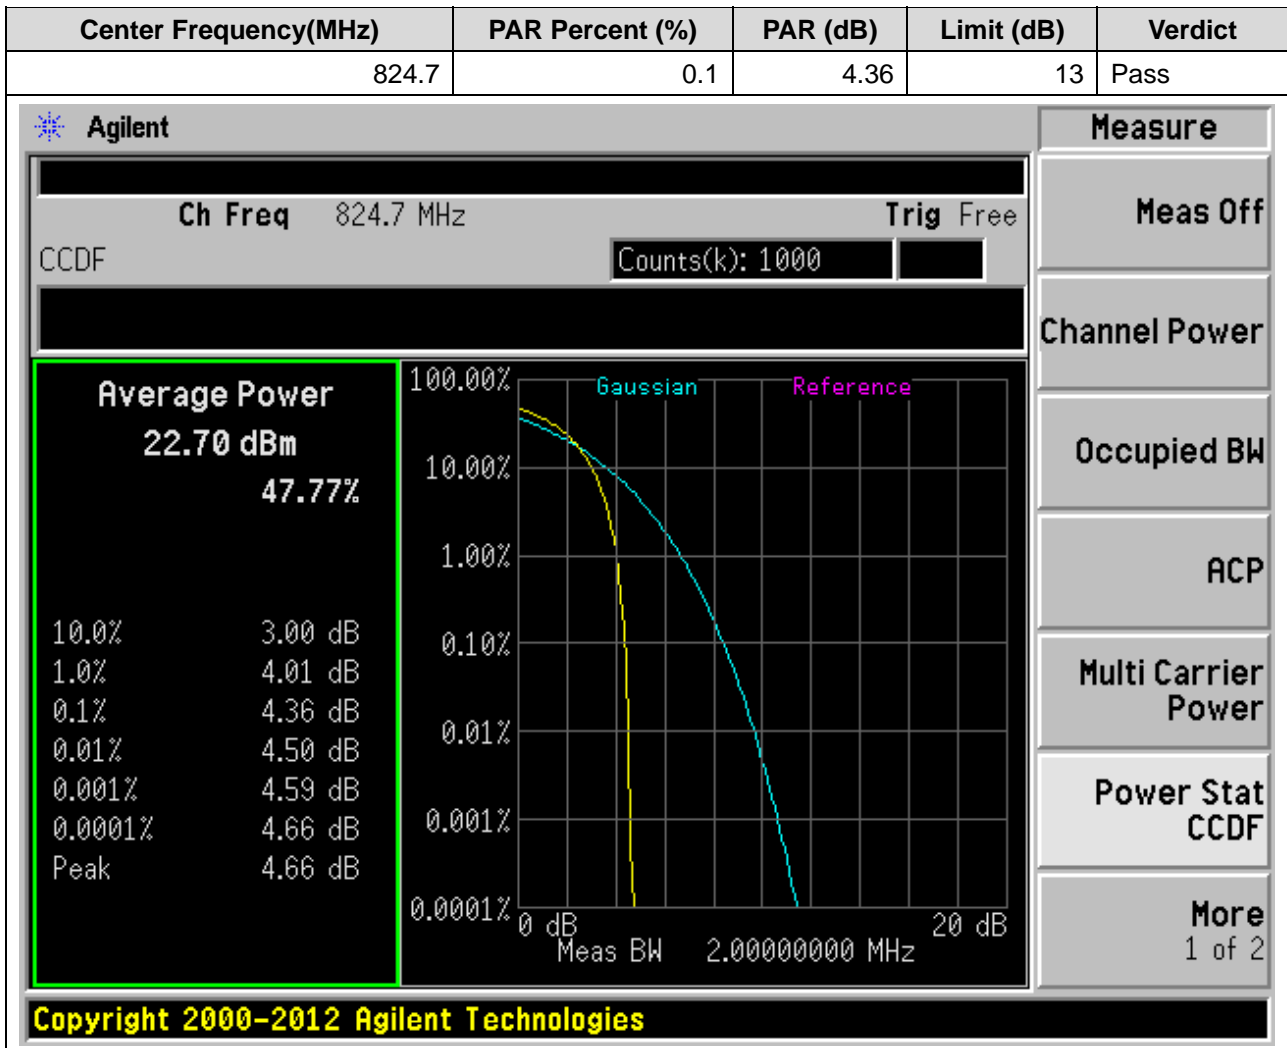 Center Frequency(MHz) PAR Percent (%) PAR (dB) Limit (dB) Verdict
824.7 0.1 4.36 13 Pass
Agilent
Measure
Ch Freq 824.7 MHz Trig Free
CCDF Counts(k): 1000
Average Power
22.70 dBm
47.77%
10.0% 3.00 dB
1.0% 4.01 dB
0.1% 4.36 dB
0.01% 4.50 dB
0.001% 4.59 dB
0.0001% 4.66 dB
Peak 4.66 dB
Gaussian Reference
100.00%
10.00%
1.00%
0.10%
0.01%
0.001%
0.0001%
0 dB 20 dB
Meas BW 2.00000000 MHz
Meas Off
Channel Power
Occupied BW
ACP
Multi Carrier
Power
Power Stat
CCDF
More
1 of 2
Copyright 2000-2012 Agilent Technologies